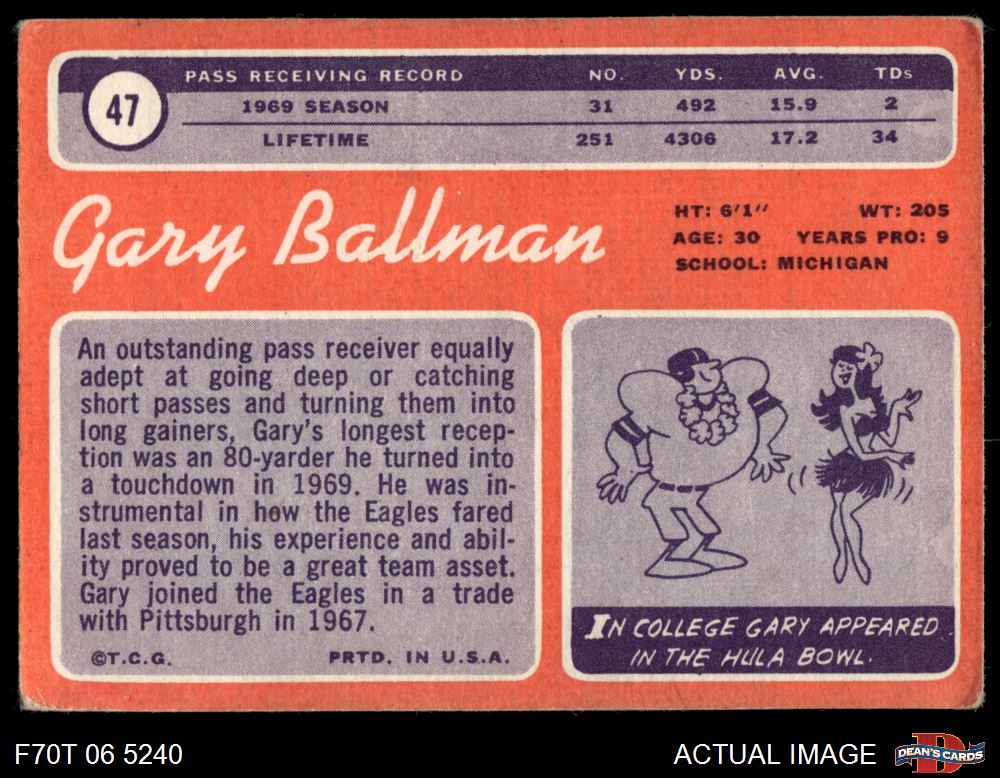 47
PASS RECEIVING RECORD NO. YDS. AVG. TDs
1969 SEASON 31 492 15.9 2
LIFETIME 251 4306 17.2 34
Gary Ballman
HT: 6'1" WT: 205
AGE: 30 YEARS PRO: 9
SCHOOL: MICHIGAN
An outstanding pass receiver equally
adept at going deep or catching
short passes and turning them into
long gainers, Gary's longest recep-
tion was an 80-yarder he turned into
a touchdown in 1969. He was in-
strumental in how the Eagles fared
last season, his experience and abil-
ity proved to be a great team asset.
Gary joined the Eagles in a trade
with Pittsburgh in 1967.
©T.C.G. PRTD. IN U.S.A.
IN COLLEGE GARY APPEARED
IN THE HULA BOWL.
F70T 06 5240 ACTUAL IMAGE DEAN'S CARDS